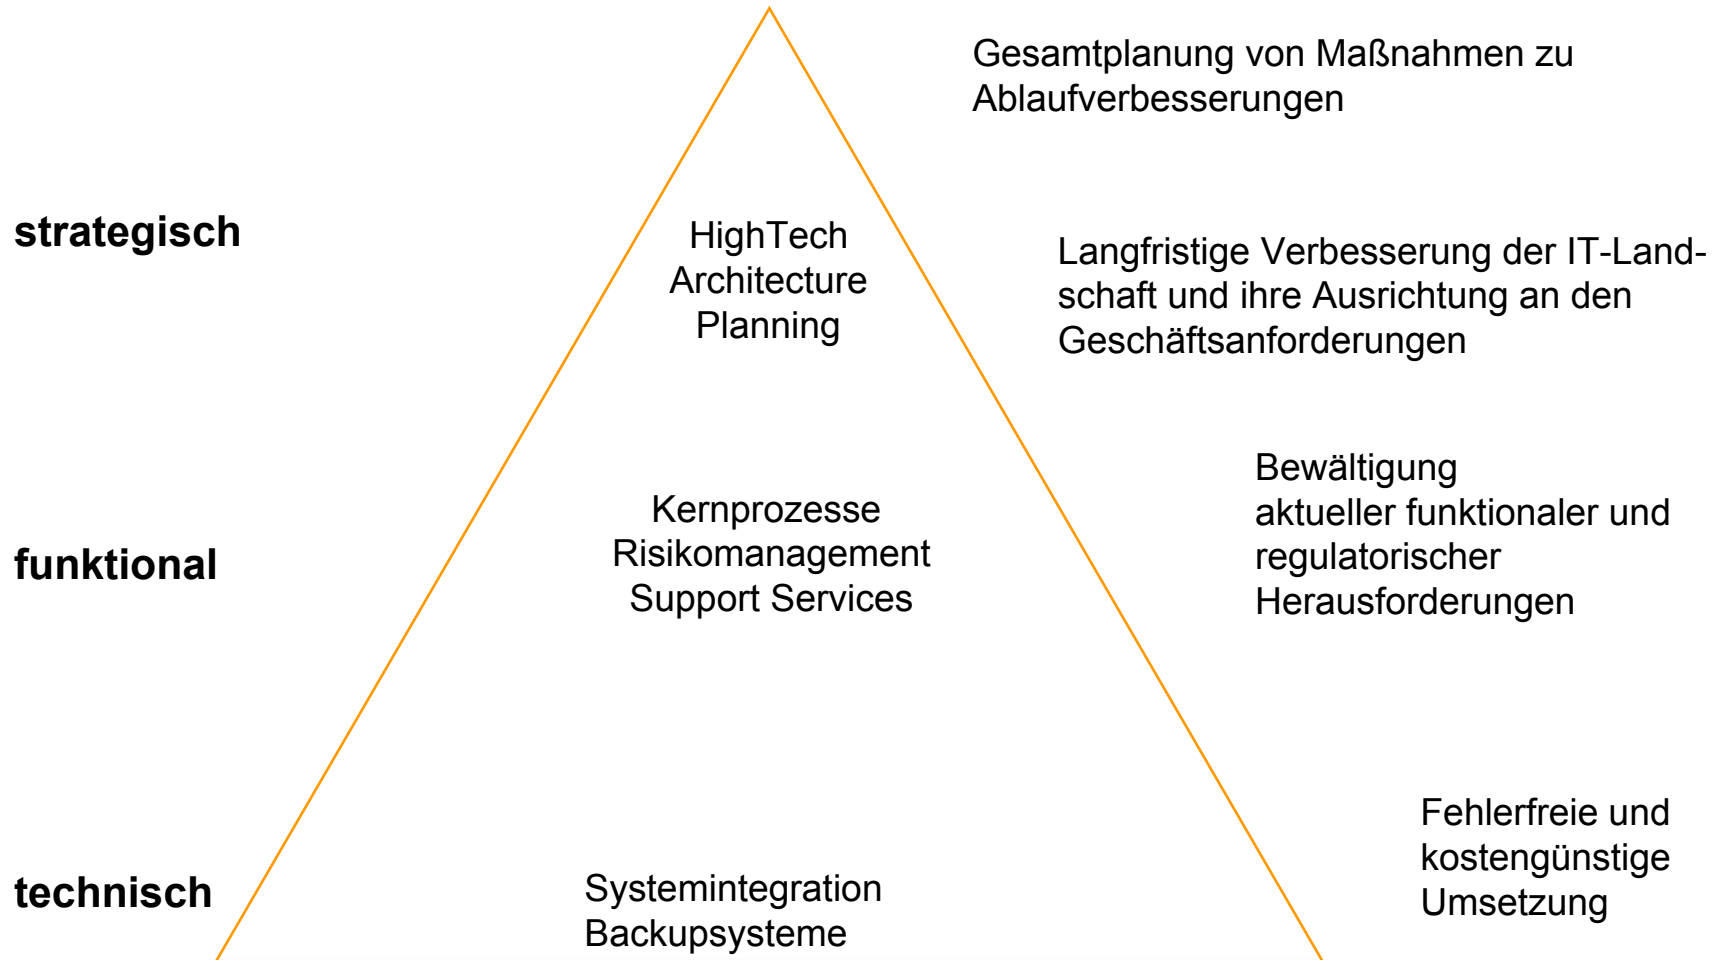 Gesamtplanung von Maßnahmen zu
Ablaufverbesserungen
strategisch
HighTech
Architecture
Planning
Langfristige Verbesserung der IT-Land-
schaft und ihre Ausrichtung an den
Geschäftsanforderungen
funktional
Kernprozesse
Risikomanagement
Support Services
Bewältigung
aktueller funktionaler und
regulatorischer
Herausforderungen
technisch
Systemintegration
Backupsysteme
Fehlerfreie und
kostengünstige
Umsetzung